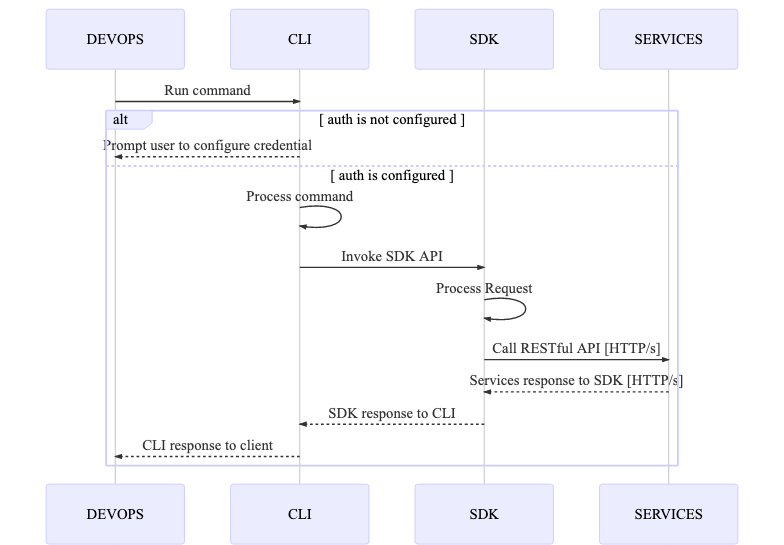 DEVOPS CLI SDK SERVICES
Run command
alt [ auth is not configured ]
Prompt user to configure credential
[ auth is configured ]
Process command
Invoke SDK API
Process Request
Call RESTful API [HTTP/s]
Services response to SDK [HTTP/s]
SDK response to CLI
CLI response to client
DEVOPS CLI SDK SERVICES